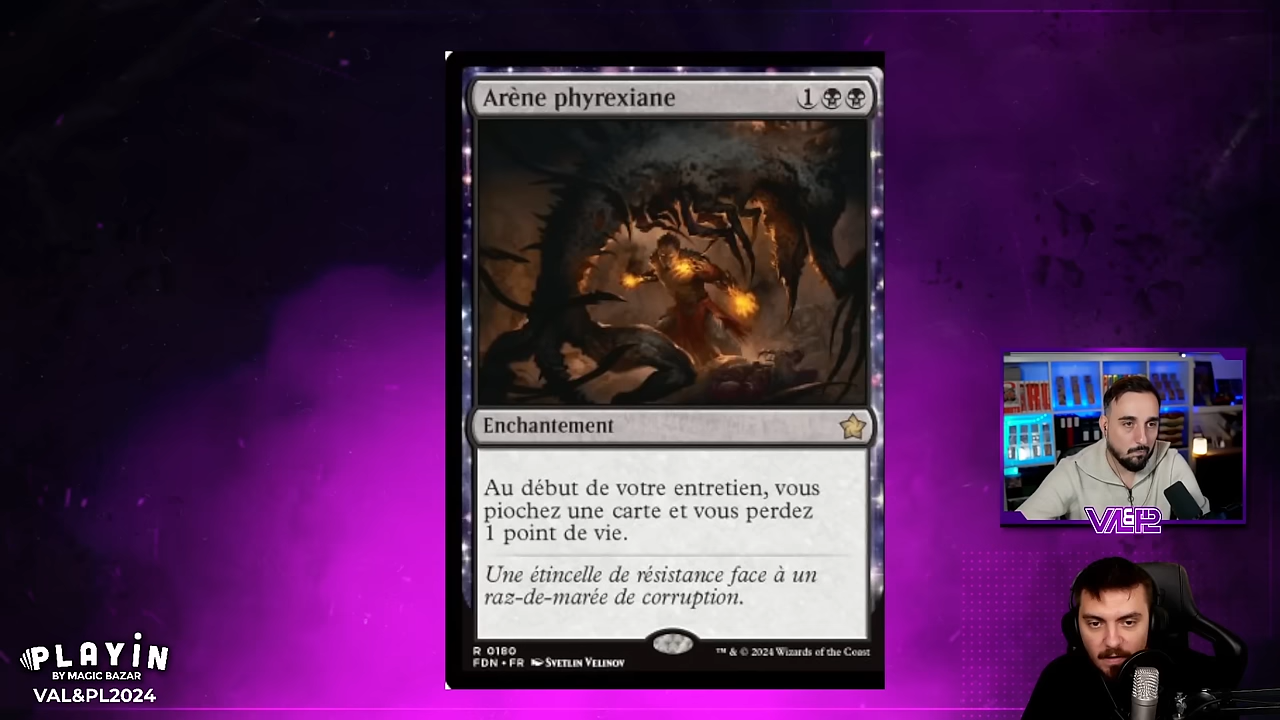 Arène phyrexiane 1
Enchantement
Au début de votre entretien, vous
piochez une carte et vous perdez
1 point de vie.
Une étincelle de résistance face à un
raz-de-marée de corruption.
R 0180
FDN • FR SVETLIN VELINOV
™ & © 2024 Wizards of the Coast
VAL&PL
PLAYIN
BY MAGIC BAZAR
VAL&PL2024